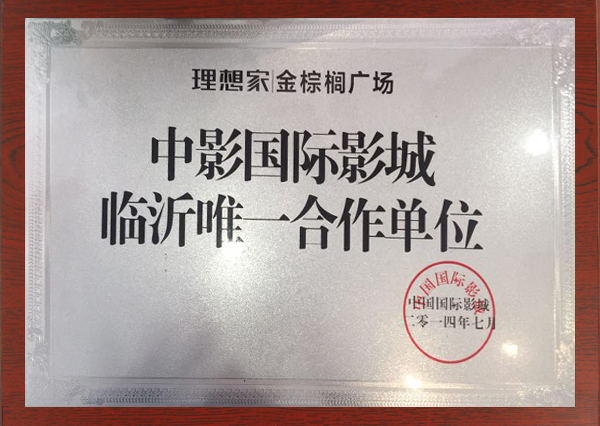 理想家|金棕榈广场
中影国际影城
临沂唯一合作单位
中国国际影城
中国国际影城
二零一四年七月